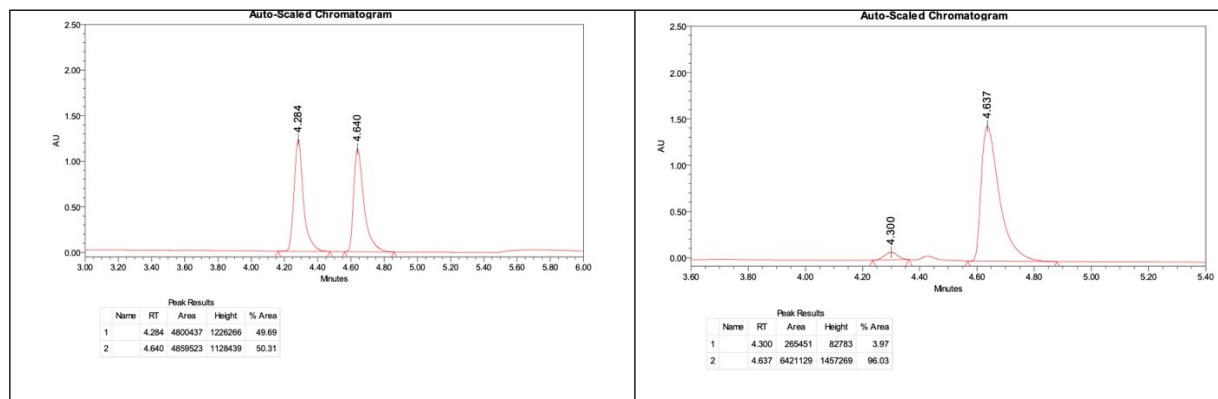 Auto-Scaled Chromatogram
2.50
2.00
1.50
1.00
0.50
0.00
AU
4.284
4.640
3.00 3.20 3.40 3.60 3.80 4.00 4.20 4.40 4.60 4.80 5.00 5.20 5.40 5.60 5.80 6.00
Minutes
Peak Results
Name RT Area Height % Area
1 4.284 4800437 1226266 49.69
2 4.640 4859523 1128439 50.31
Auto-Scaled Chromatogram
2.50
2.00
1.50
1.00
0.50
0.00
AU
4.300
4.637
3.60 3.80 4.00 4.20 4.40 4.60 4.80 5.00 5.20 5.40
Minutes
Peak Results
Name RT Area Height % Area
1 4.300 265451 82783 3.97
2 4.637 6421129 1457269 96.03